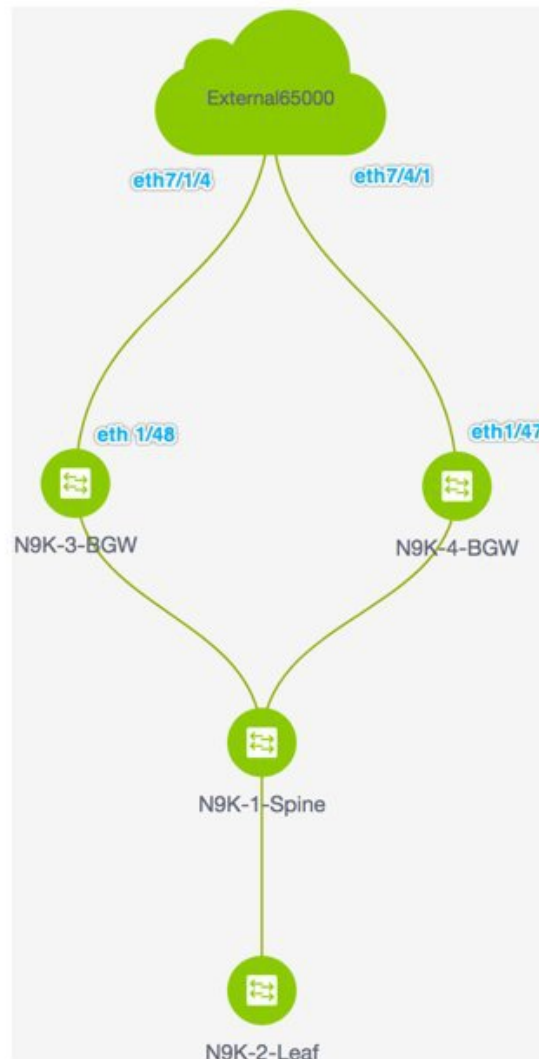 External65000
eth7/1/4
eth7/4/1
eth 1/48
eth1/47
N9K-3-BGW
N9K-4-BGW
N9K-1-Spine
N9K-2-Leaf